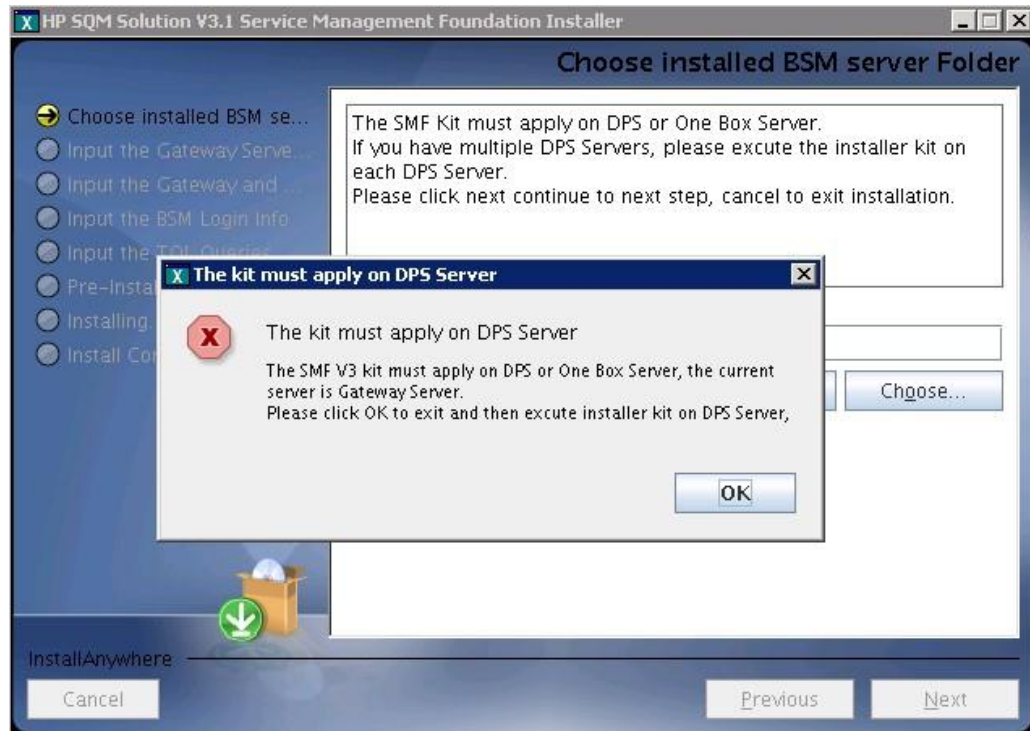 HP SQM Solution V3.1 Service Management Foundation Installer
Choose installed BSM server Folder
Choose installed BSM se...
Input the Gateway Serve...
Input the Gateway and ...
Input the BSM Login Info
Input the TQL Queries
Pre-Insta
Installing.
Install Con
The SMF Kit must apply on DPS or One Box Server.
If you have multiple DPS Servers, please excute the installer kit on
each DPS Server.
Please click next continue to next step, cancel to exit installation.
The kit must apply on DPS Server
The kit must apply on DPS Server
The SMF V3 kit must apply on DPS or One Box Server, the current
server is Gateway Server.
Please click OK to exit and then excute installer kit on DPS Server,
OK
Choose...
InstallAnywhere
Cancel
Previous
Next